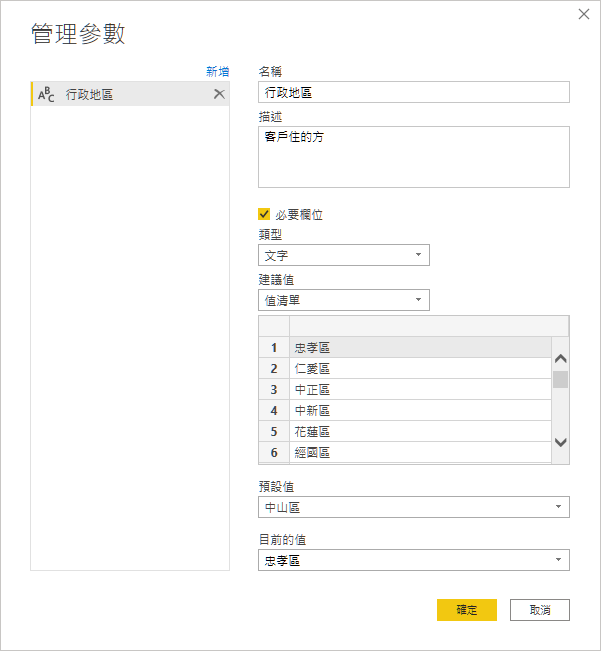 管理參數
新增
ABC 行政地區
名稱
行政地區
描述
客戶住的方
必要欄位
類型
文字
建議值
值清單
1 忠孝區
2 仁愛區
3 中正區
4 中新區
5 花蓮區
6 經國區
預設值
中山區
目前的值
忠孝區
確定 取消